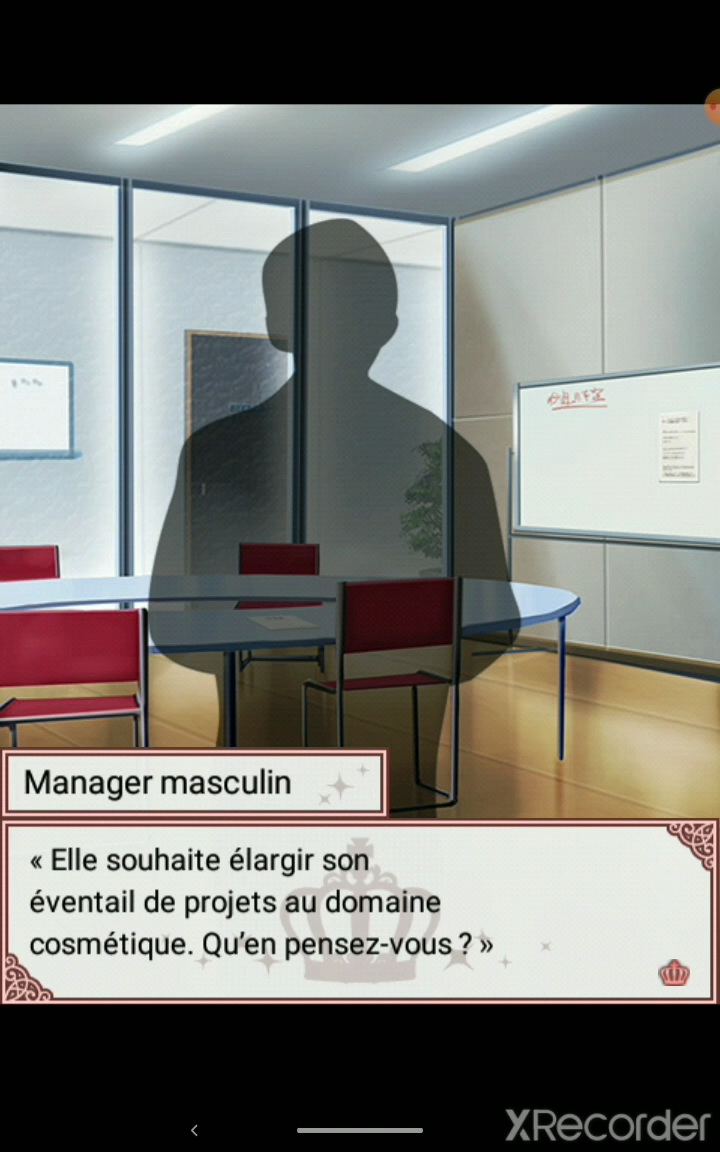 Manager masculin
« Elle souhaite élargir son
éventail de projets au domaine
cosmétique. Qu’en pensez-vous ? »
XRecorder